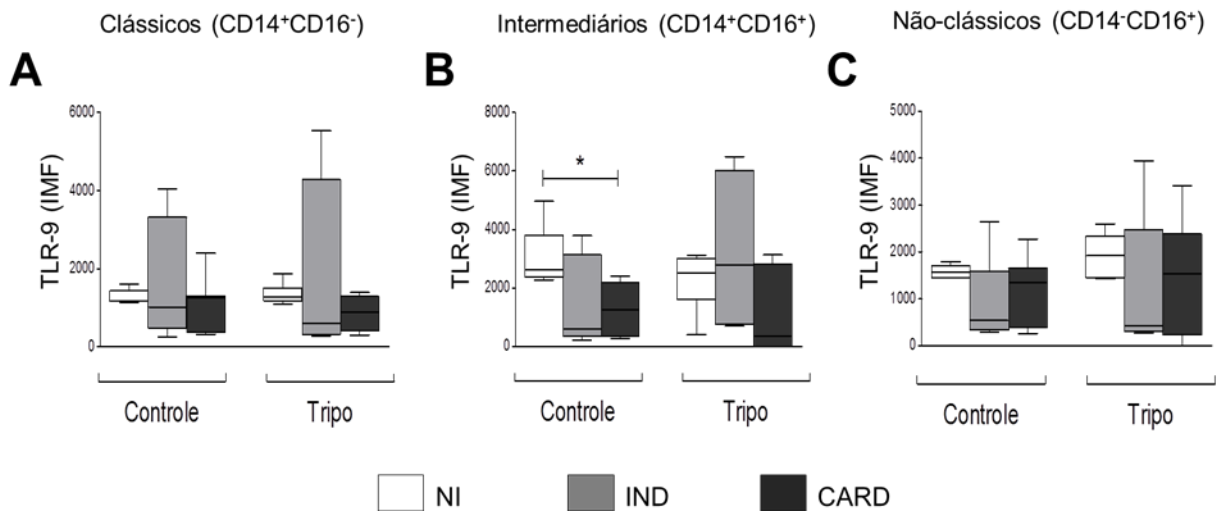 Clássicos (CD14⁺CD16⁻)
Intermediários (CD14⁺CD16⁺)
Não-clássicos (CD14⁻CD16⁺)
A
B
C
TLR-9 (IMF)
6000
4000
2000
0
TLR-9 (IMF)
8000
6000
4000
2000
0
*
TLR-9 (IMF)
5000
4000
3000
2000
1000
0
Controle
Tripo
Controle
Tripo
Controle
Tripo
NI
IND
CARD